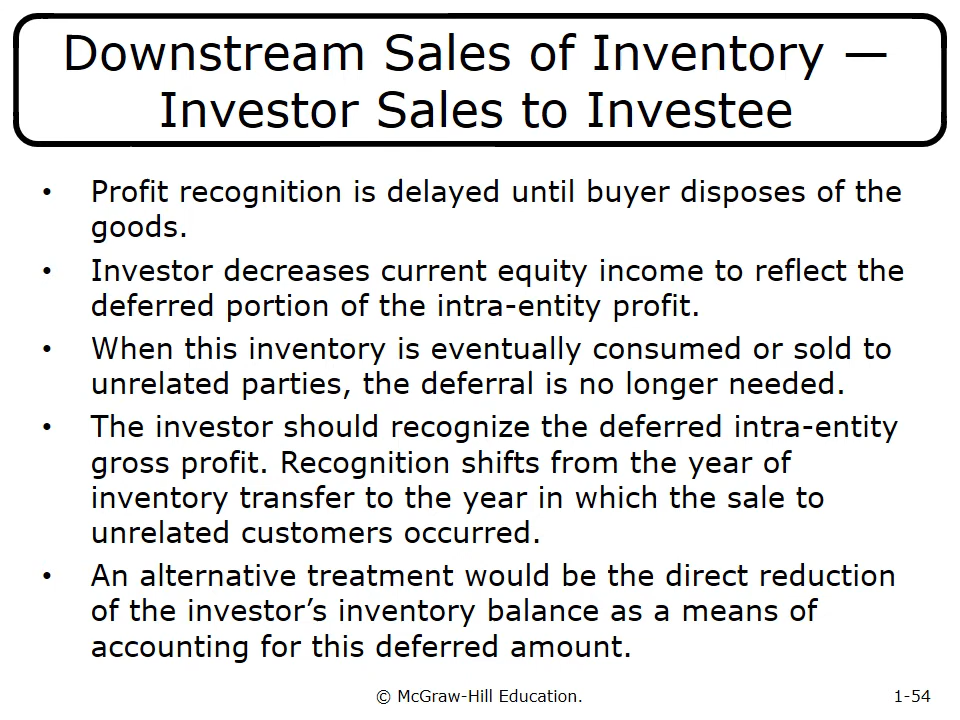 Downstream Sales of Inventory —
Investor Sales to Investee
• Profit recognition is delayed until buyer disposes of the
goods.
• Investor decreases current equity income to reflect the
deferred portion of the intra-entity profit.
• When this inventory is eventually consumed or sold to
unrelated parties, the deferral is no longer needed.
• The investor should recognize the deferred intra-entity
gross profit. Recognition shifts from the year of
inventory transfer to the year in which the sale to
unrelated customers occurred.
• An alternative treatment would be the direct reduction
of the investor’s inventory balance as a means of
accounting for this deferred amount.
© McGraw-Hill Education. 1-54